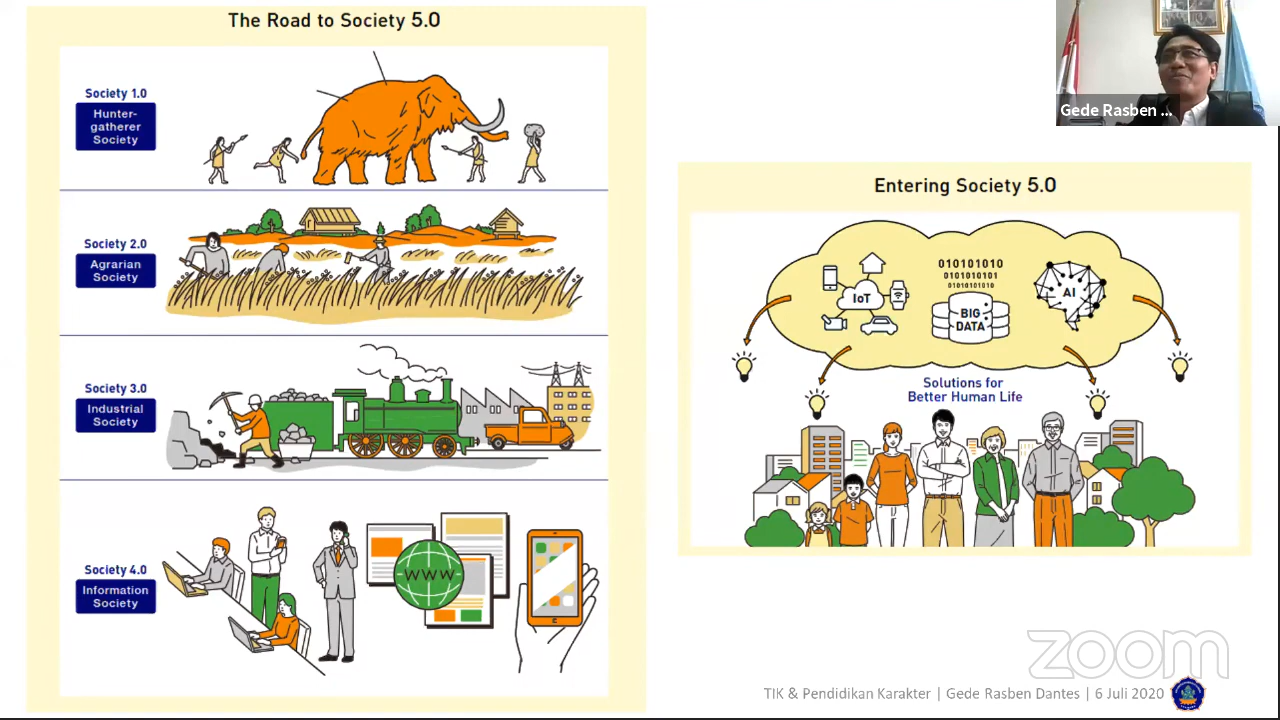 The Road to Society 5.0
Society 1.0
Hunter-
gatherer
Society
Society 2.0
Agrarian
Society
Society 3.0
Industrial
Society
Society 4.0
Information
Society
WWW
Gede Rasben ...
Entering Society 5.0
IoT
010101010
0101010101
01010101010
BIG
DATA
AI
Solutions for
Better Human Life
zoom
TIK & Pendidikan Karakter | Gede Rasben Dantes | 6 Juli 2020